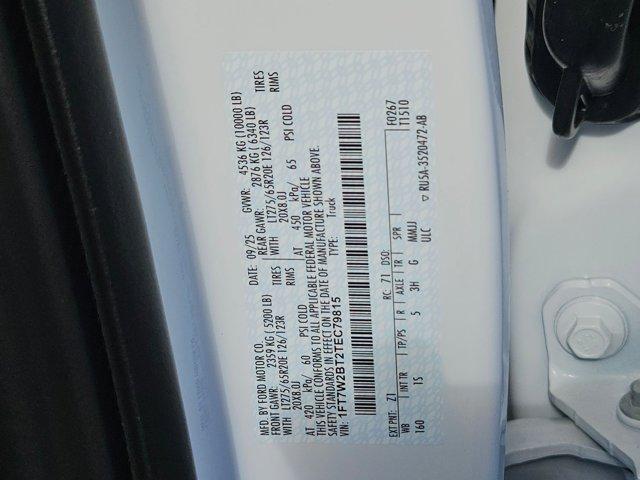 MFD. BY FORD MOTOR CO. DATE: 09/25 GVWR: 4536 KG (10000 LB)
FRONT GAWR: 2359 KG (5200 LB) REAR GAWR: 2876 KG (6340 LB)
LT275/65R20E 126/123R TIRES WITH LT275/65R20E 126/123R TIRES
20X8.0J RIMS 20X8.0J RIMS
AT 420 kPa/ 60 PSI COLD AT 450 kPa/ 65 PSI COLD
THIS VEHICLE CONFORMS TO ALL APPLICABLE FEDERAL MOTOR VEHICLE
SAFETY STANDARDS IN EFFECT ON THE DATE OF MANUFACTURE SHOWN ABOVE.
VIN: 1FT7W2BT2TEC79815 TYPE: Truck
EXT PNT: Z1 RC: 71 DSO: F0267
WB INT TR TP/PS R AXLE TR SPR T1510
160 1S 5 3H G MMJJ
ULC
RU5A-3520472-AB